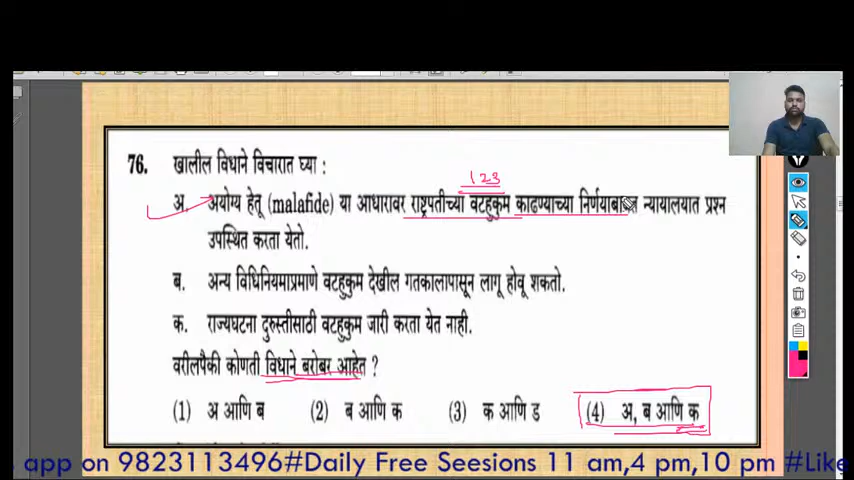 76. खालील विधाने विचारात घ्या :
123
अ. अयोग्य हेतू (malafide) या आधारावर राष्ट्रपतीच्या वटहुकुम काढण्याच्या निर्णयाबाबत न्यायालयात प्रश्न
उपस्थित करता येतो.
ब. अन्य विधिनियमाप्रमाणे वटहुकुम देखील गतकालापासून लागू होवू शकतो.
क. राज्यघटना दुरुस्तीसाठी वटहुकुम जारी करता येत नाही.
वरीलपैकी कोणती विधाने बरोबर आहेत ?
(1) अ आणि ब (2) ब आणि क (3) क आणि ड (4) अ, ब आणि क
app on 9823113496#Daily Free Seesions 11 am,4 pm,10 pm #Like